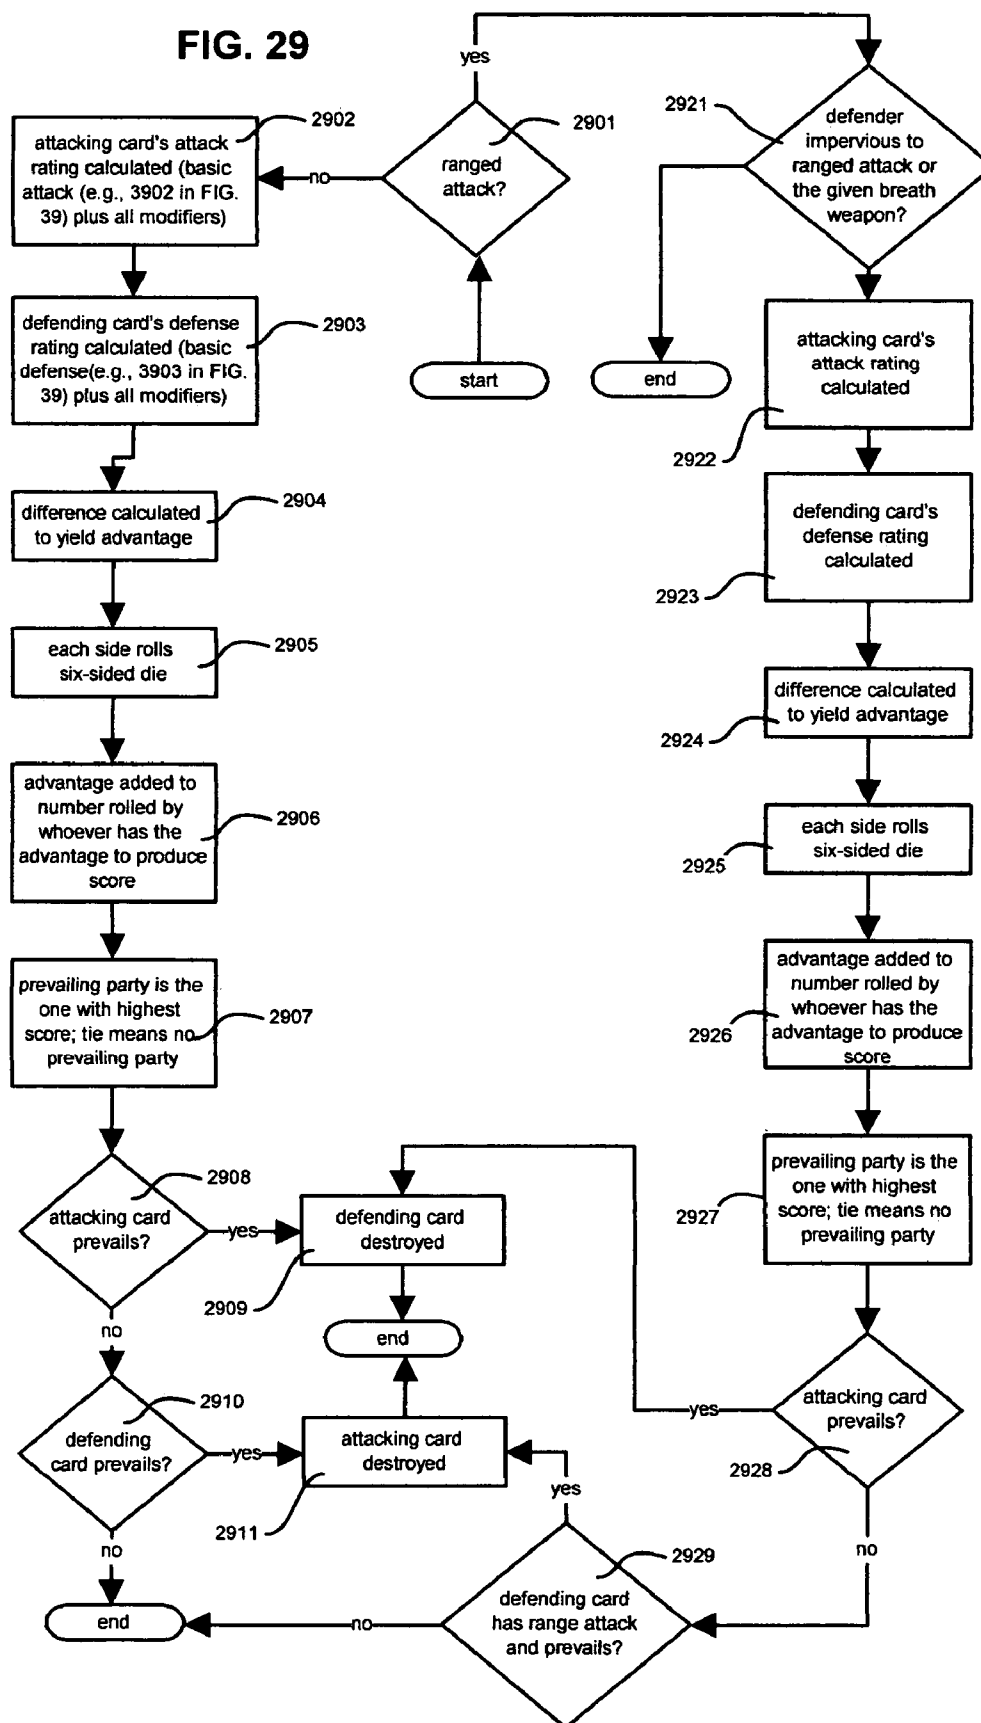 FIG. 29
yes
2901
ranged
attack?
no
start
2902
attacking card's attack
rating calculated (basic
attack (e.g., 3902 in FIG.
39) plus all modifiers)
2903
defending card's defense
rating calculated (basic
defense(e.g., 3903 in FIG.
39) plus all modifiers)
2904
difference calculated
to yield advantage
2905
each side rolls
six-sided die
2906
advantage added to
number rolled by
whoever has the
advantage to produce
score
2907
prevailing party is the
one with highest
score; tie means no
prevailing party
2908
attacking card
prevails?
yes
defending card
destroyed
2909
end
no
2910
defending
card prevails?
yes
attacking card
destroyed
2911
no
end
2921
defender
impervious to
ranged attack or
the given breath
weapon?
end
attacking card's
attack rating
calculated
2922
defending card's
defense rating
calculated
2923
difference calculated
to yield advantage
2924
each side rolls
six-sided die
2925
advantage added to
number rolled by
whoever has the
advantage to produce
score
2926
prevailing party is the
one with highest
score; tie means no
prevailing party
2927
attacking card
prevails?
2928
yes
no
2929
defending card
has range attack
and prevails?
yes
no